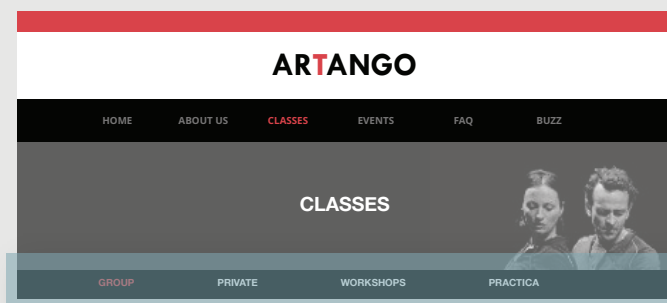 ARTANGO
HOME ABOUT US CLASSES EVENTS FAQ BUZZ
CLASSES
GROUP PRIVATE WORKSHOPS PRACTICA